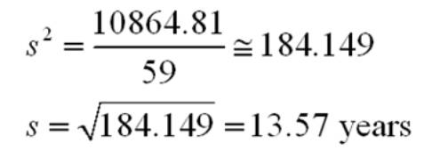 s² = 10864.81 / 59 ≅ 184.149
s = √184.149 = 13.57 years